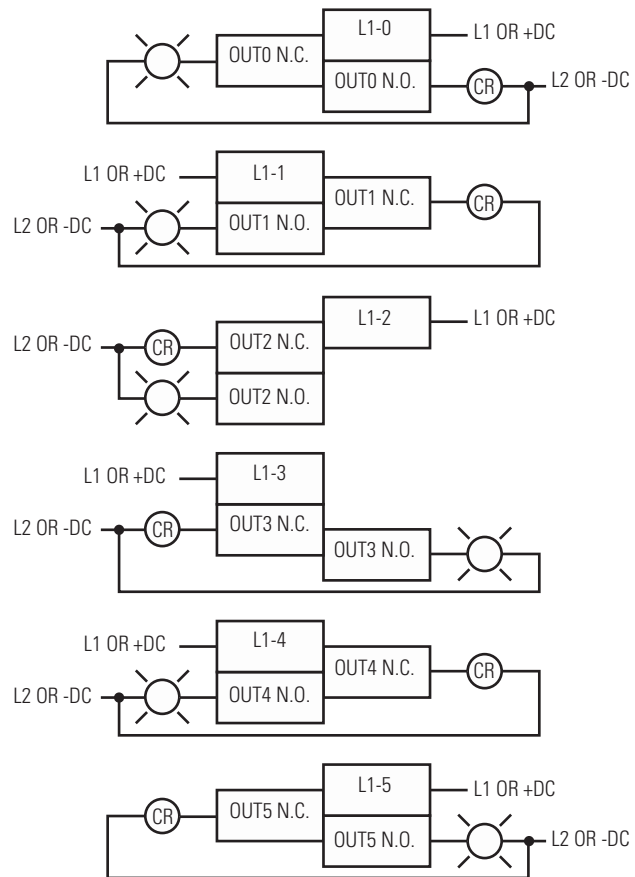 L1-0
L1 OR +DC
OUT0 N.C.
OUT0 N.O.
CR
L2 OR -DC
L1 OR +DC
L1-1
OUT1 N.C.
CR
L2 OR -DC
OUT1 N.O.
L1-2
L1 OR +DC
L2 OR -DC
CR
OUT2 N.C.
OUT2 N.O.
L1 OR +DC
L1-3
L2 OR -DC
CR
OUT3 N.C.
OUT3 N.O.
L1 OR +DC
L1-4
OUT4 N.C.
CR
L2 OR -DC
OUT4 N.O.
L1-5
L1 OR +DC
CR
OUT5 N.C.
OUT5 N.O.
L2 OR -DC